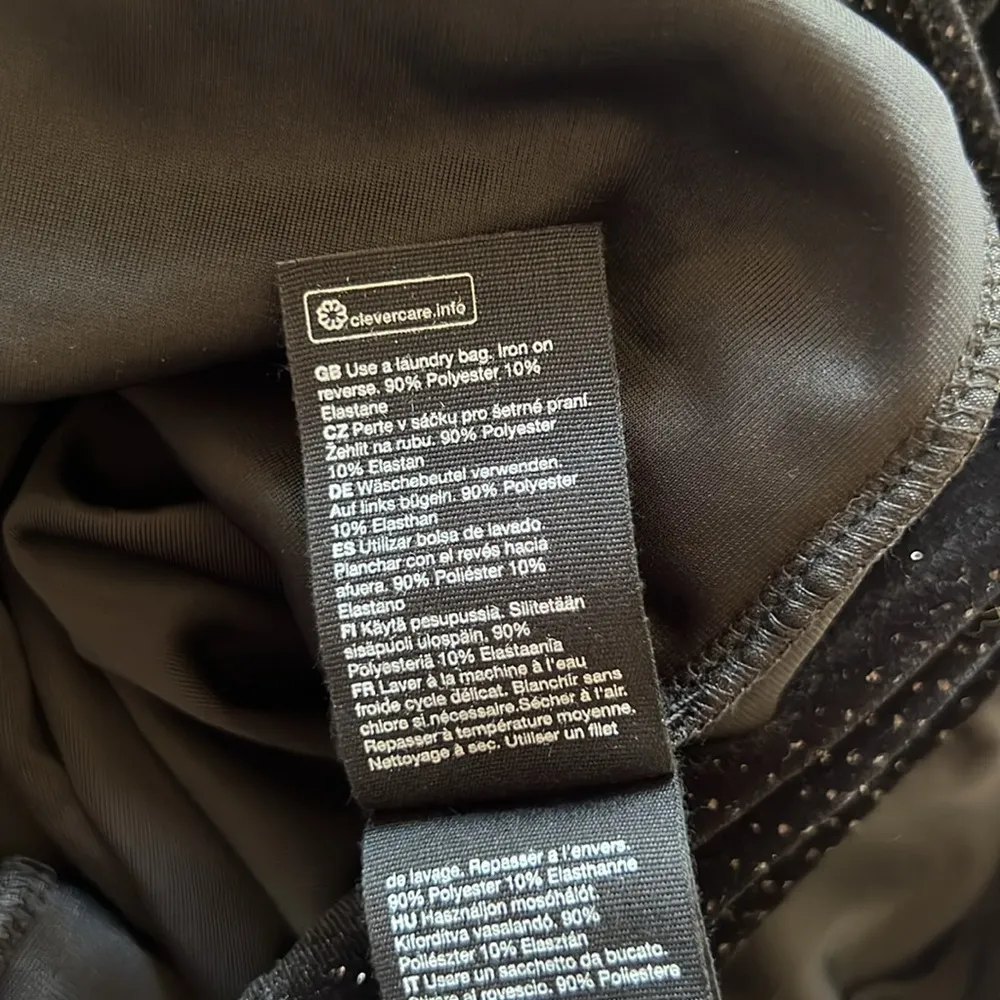 clevercare.info
GB Use a laundry bag. Iron on
reverse. 90% Polyester 10%
Elastane
CZ Perte v sáčku pro šetrné praní.
Žehlit na rubu. 90% Polyester
10% Elastan
DE Wäschebeutel verwenden.
Auf links bügeln. 90% Polyester
10% Elasthan
ES Utilizar bolsa de lavado.
Planchar con el revés hacia
afuera. 90% Poliéster 10%
Elastano
FI Käytä pesupussia. Silitetään
sisäpuoli ulospäin. 90%
Polyesteriä 10% Elastaania
FR Laver à la machine à l'eau
froide cycle délicat. Blanchir sans
chlore si nécessaire.Sécher à l'air.
Repasser à température moyenne.
Nettoyage à sec. Utiliser un filet
de lavage. Repasser a l'envers.
90% Polyester 10% Elasthanne
HU Használjon mosóhálót
Kifordítva vasalandó. 90%
Poliészter 10% Elasztán
IT Usare un sacchetto da bucato.
Stirare al rovescio. 90% Poliestere